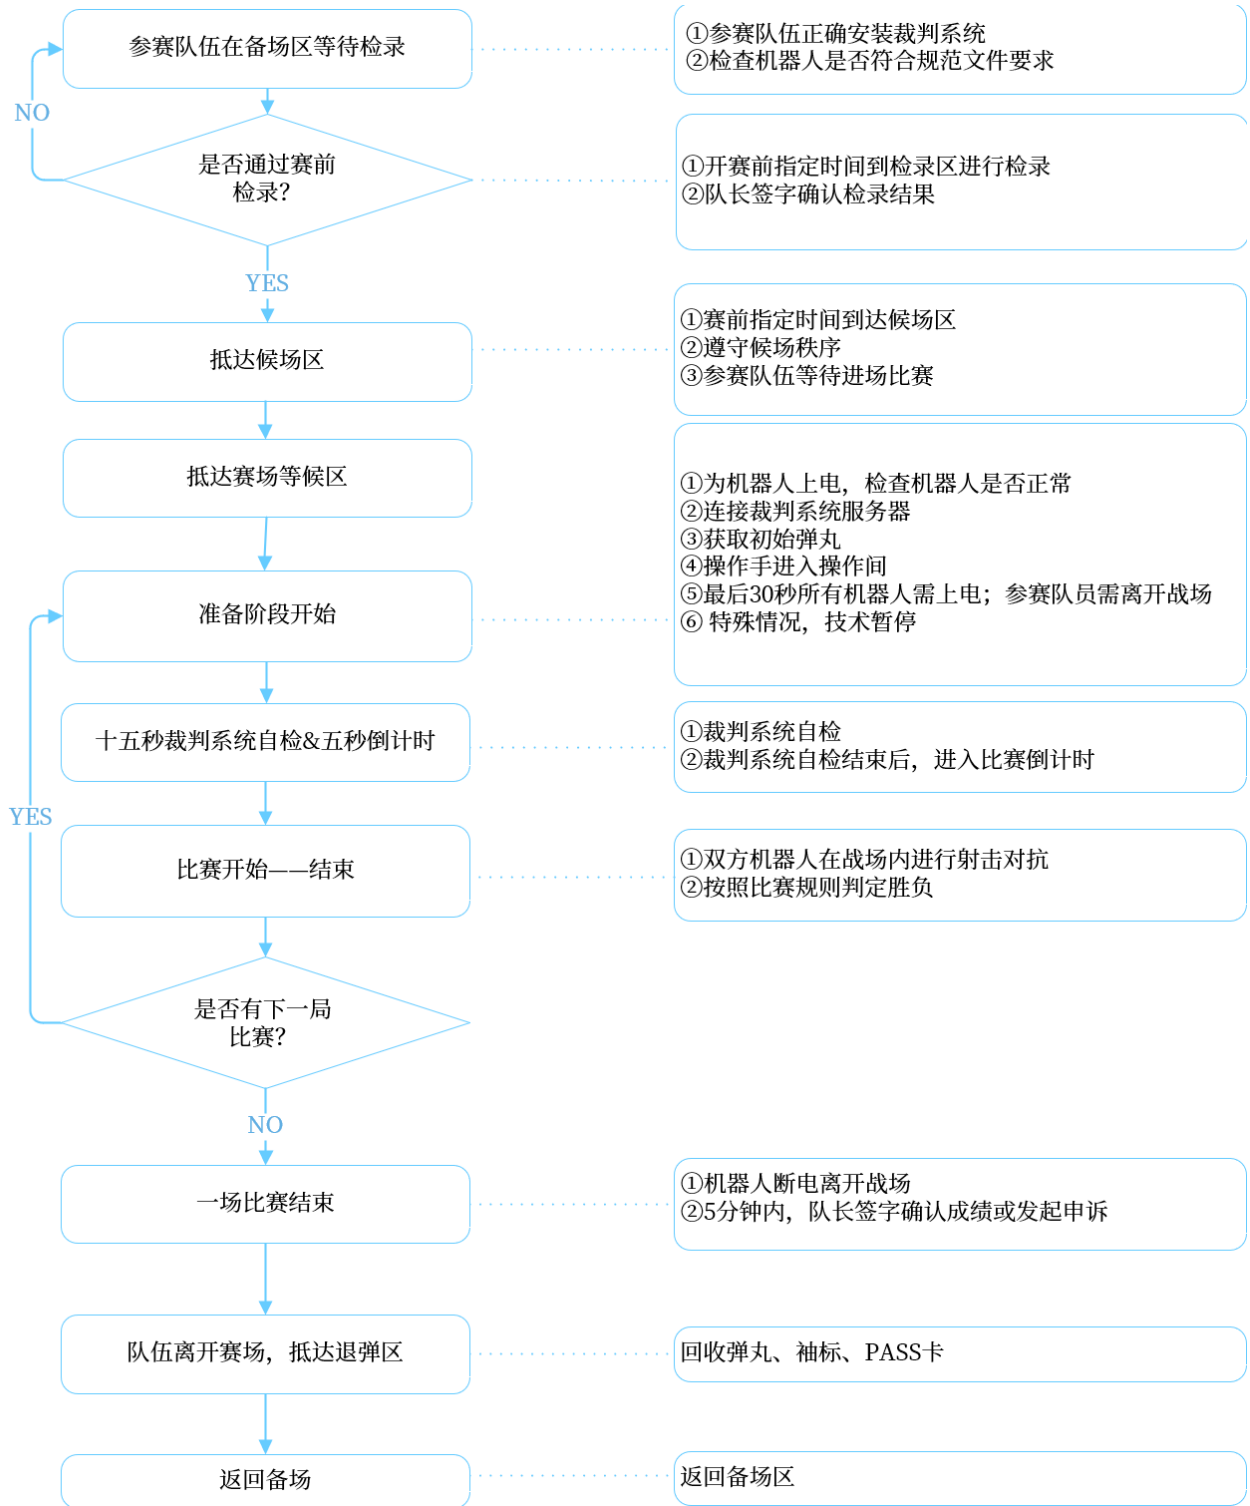 参赛队伍在备场区等待检录
①参赛队伍正确安装裁判系统
②检查机器人是否符合规范文件要求
NO
是否通过赛前
检录？
①开赛前指定时间到检录区进行检录
②队长签字确认检录结果
YES
抵达候场区
①赛前指定时间到达候场区
②遵守候场秩序
③参赛队伍等待进场比赛
抵达赛场等候区
准备阶段开始
①为机器人上电，检查机器人是否正常
②连接裁判系统服务器
③获取初始弹丸
④操作手进入操作间
⑤最后30秒所有机器人需上电；参赛队员需离开战场
⑥ 特殊情况，技术暂停
十五秒裁判系统自检&五秒倒计时
①裁判系统自检
②裁判系统自检结束后，进入比赛倒计时
YES
比赛开始——结束
①双方机器人在战场内进行射击对抗
②按照比赛规则判定胜负
是否有下一局
比赛？
NO
一场比赛结束
①机器人断电离开战场
②5分钟内，队长签字确认成绩或发起申诉
队伍离开赛场，抵达退弹区
回收弹丸、袖标、PASS卡
返回备场
返回备场区